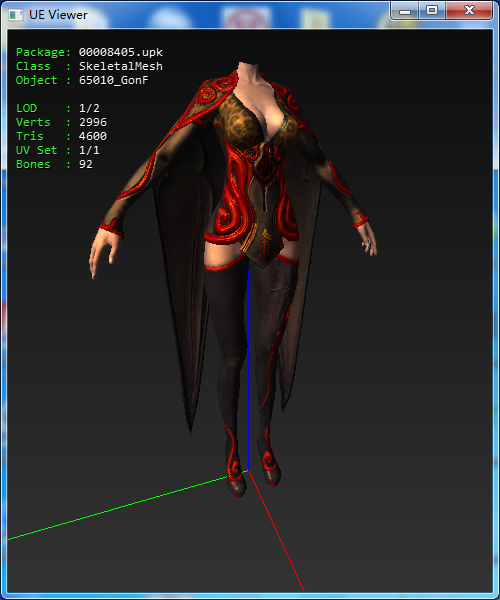 UE Viewer
Package: 00008405.upk
Class  : SkeletalMesh
Object : 65010_GonF
LOD    : 1/2
Verts  : 2996
Tris   : 4600
UV Set : 1/1
Bones  : 92